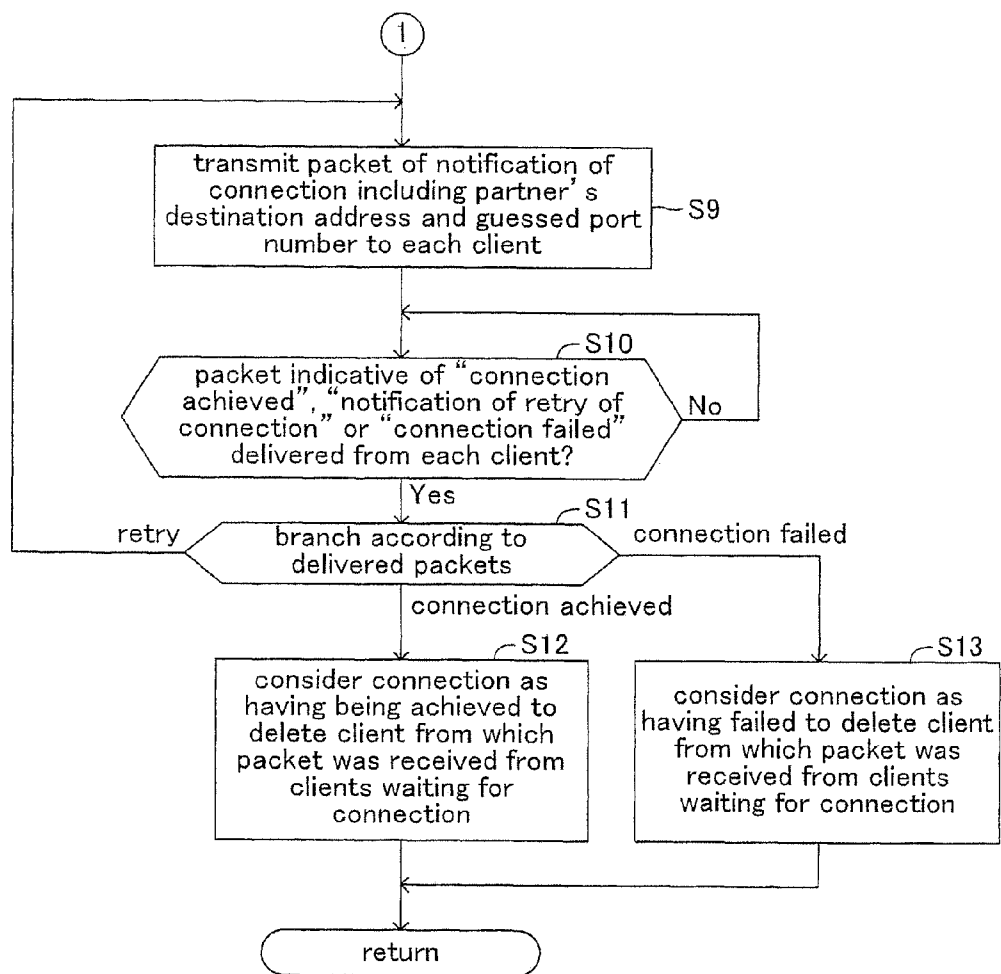 1
transmit packet of notification of
connection including partner's
destination address and guessed port
number to each client
S9
S10
packet indicative of “connection
achieved”, “notification of retry of
connection” or “connection failed”
delivered from each client?
No
Yes
S11
retry
branch according to
delivered packets
connection failed
connection achieved
S12
consider connection as
having being achieved to
delete client from which
packet was received from
clients waiting for
connection
S13
consider connection as
having failed to delete client
from which packet was
received from clients
waiting for connection
return